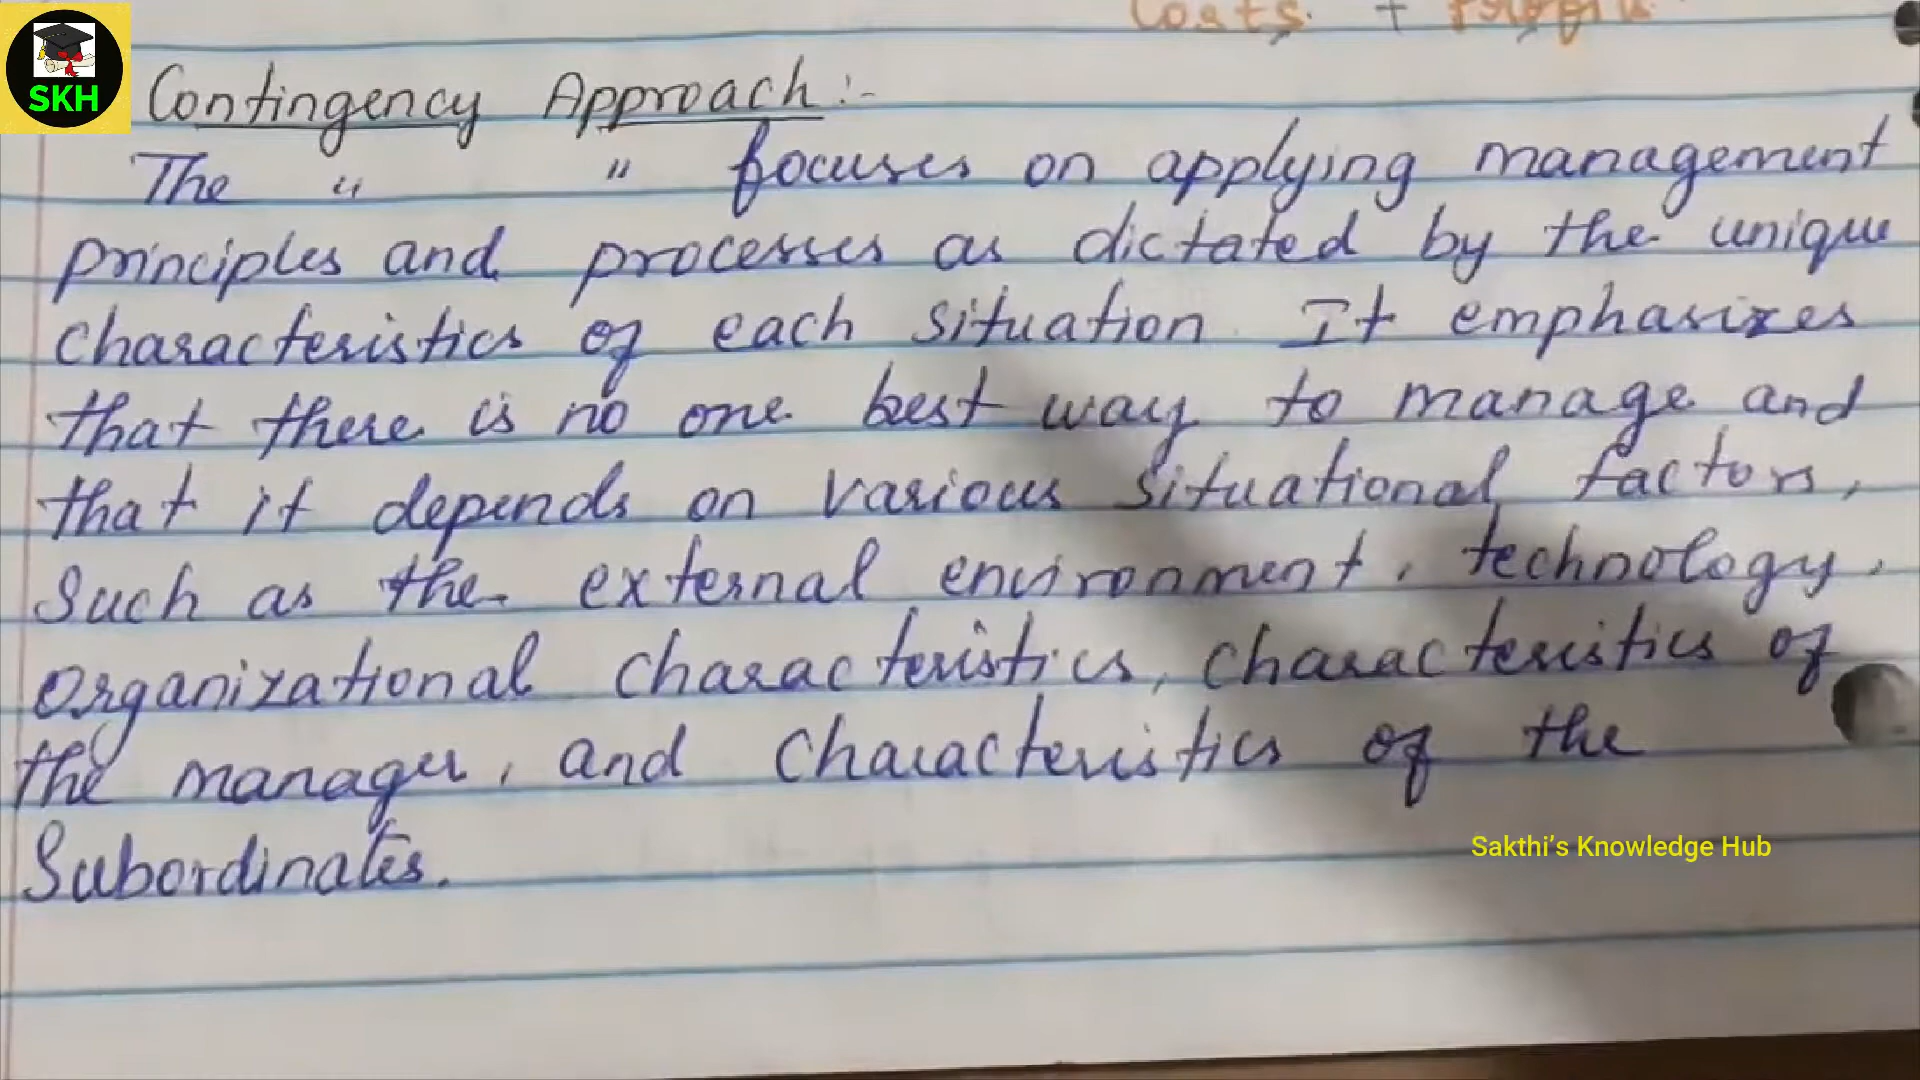 Costs +
SKH
Contingency Approach :-
The " " focuses on applying management
principles and processes as dictated by the unique
characteristics of each situation. It emphasizes
that there is no one best way to manage and
that it depends on various situational factors,
Such as the external environment, technology,
organizational characteristics, characteristics of
the manager, and characteristics of the
Subordinates.
Sakthi's Knowledge Hub